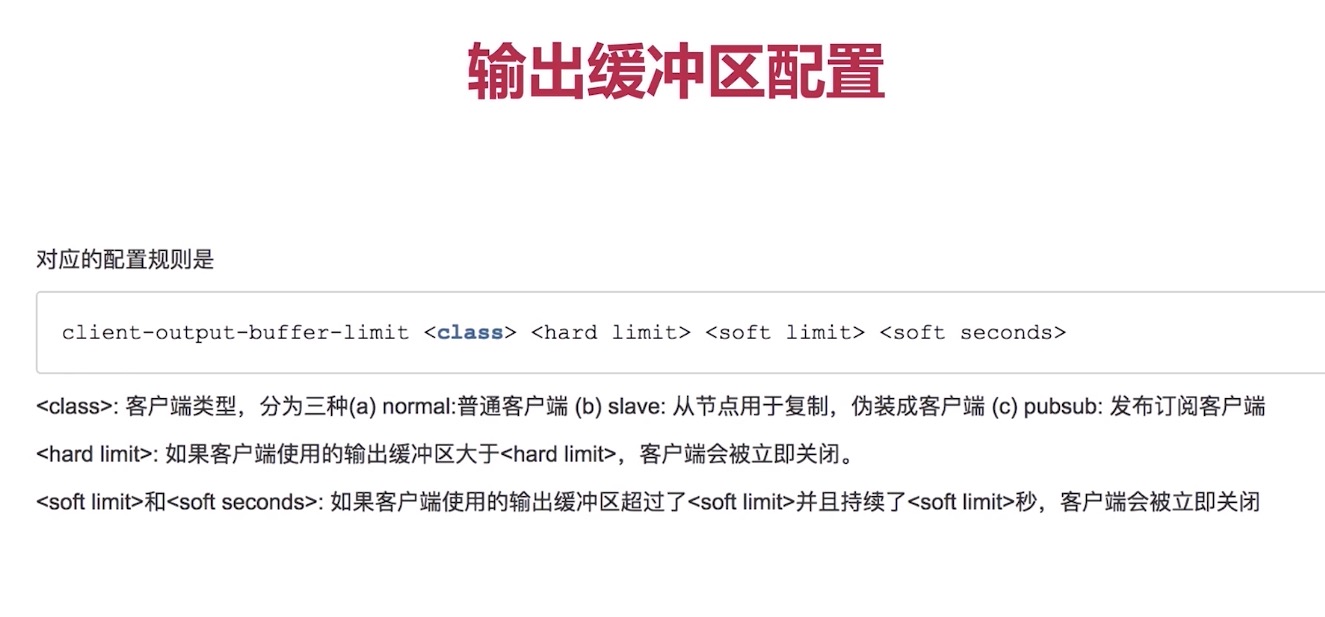 输出缓冲区配置
对应的配置规则是
client-output-buffer-limit <class> <hard limit> <soft limit> <soft seconds>
<class>: 客户端类型，分为三种(a) normal:普通客户端 (b) slave: 从节点用于复制，伪装成客户端 (c) pubsub: 发布订阅客户端
<hard limit>: 如果客户端使用的输出缓冲区大于<hard limit>，客户端会被立即关闭。
<soft limit>和<soft seconds>: 如果客户端使用的输出缓冲区超过了<soft limit>并且持续了<soft limit>秒，客户端会被立即关闭